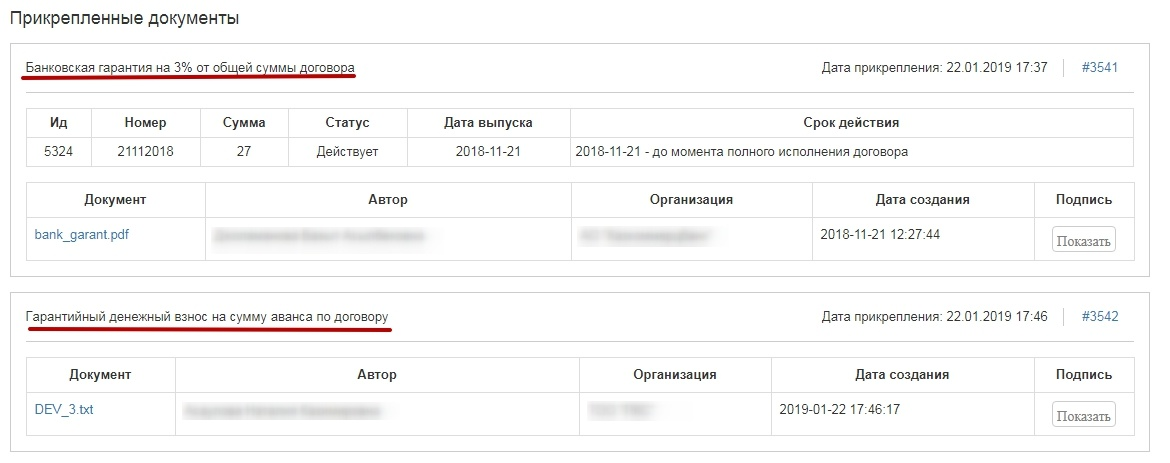 Прикрепленные документы
Банковская гарантия на 3% от общей суммы договора Дата прикрепления: 22.01.2019 17:37 #3541
Ид Номер Сумма Статус Дата выпуска Срок действия
5324 21112018 27 Действует 2018-11-21 2018-11-21 - до момента полного исполнения договора
Документ Автор Организация Дата создания Подпись
bank_garant.pdf 2018-11-21 12:27:44 Показать
Гарантийный денежный взнос на сумму аванса по договору Дата прикрепления: 22.01.2019 17:46 #3542
Документ Автор Организация Дата создания Подпись
DEV_3.txt 2019-01-22 17:46:17 Показать